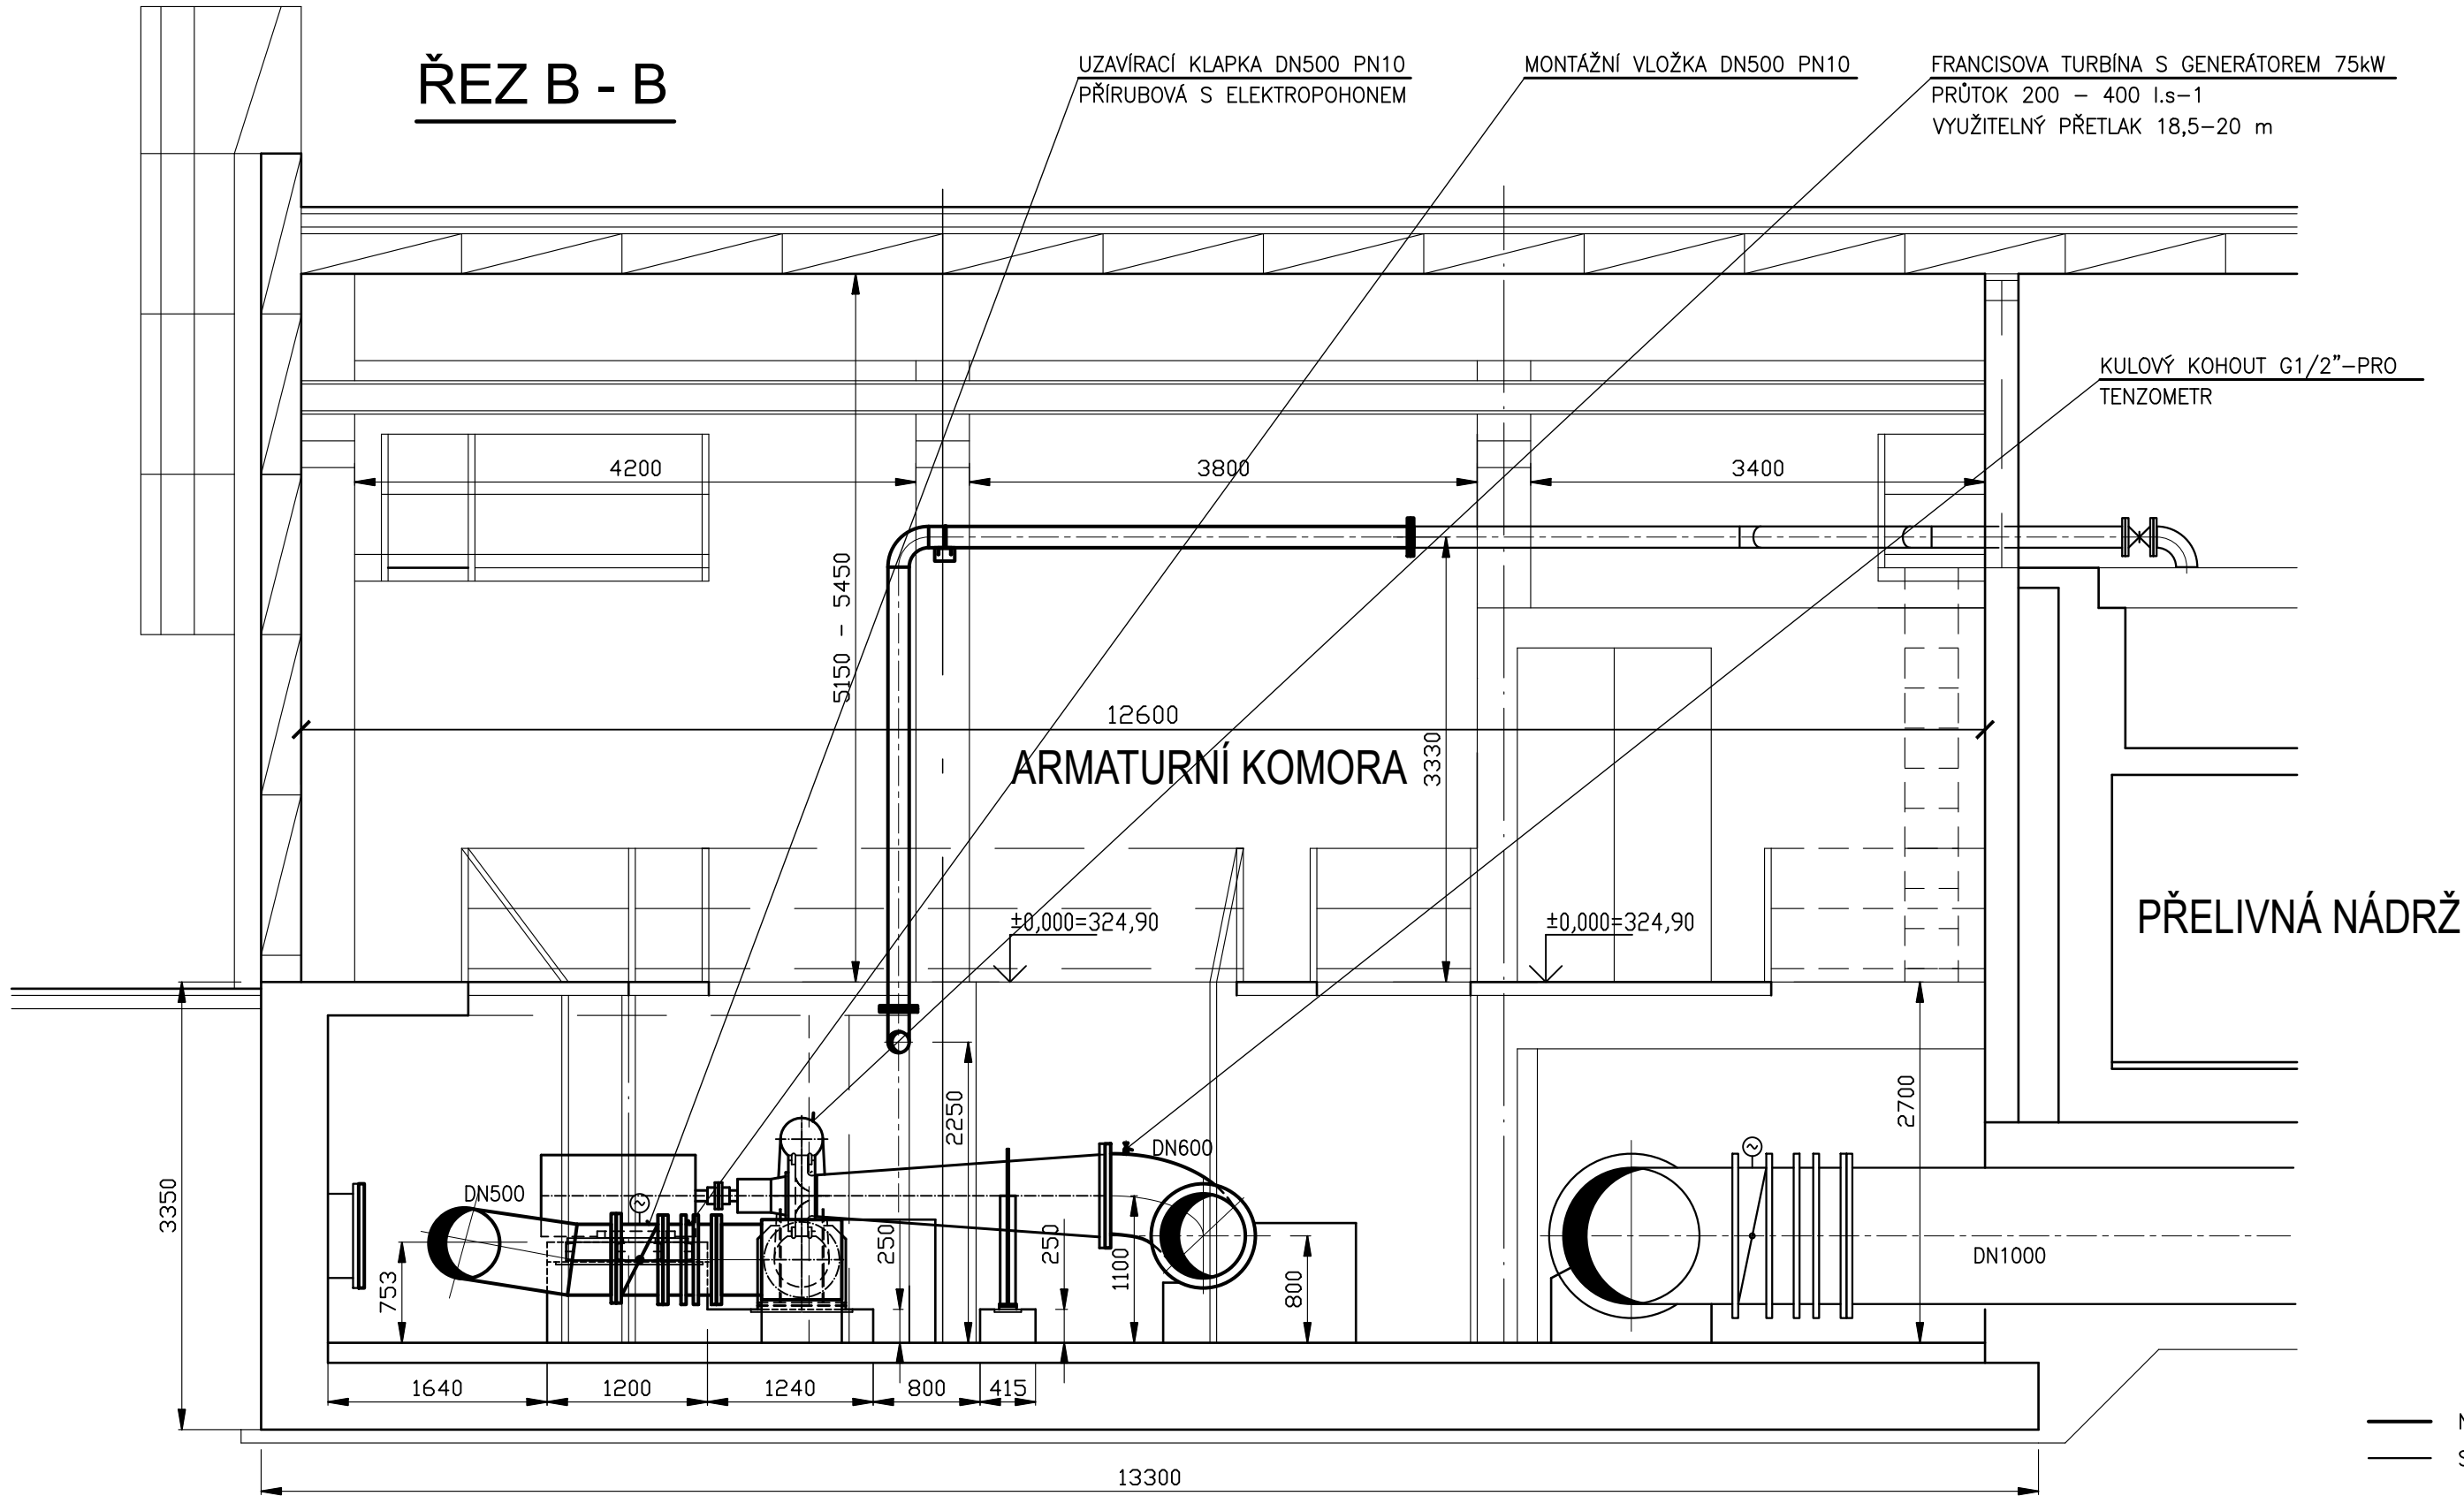 ŘEZ B - B
UZAVÍRACÍ KLAPKA DN500 PN10
PŘÍRUBOVÁ S ELEKTROPOHONEM
MONTÁŽNÍ VLOŽKA DN500 PN10
FRANCISOVA TURBÍNA S GENERÁTOREM 75kW
PRŮTOK 200 – 400 l.s–1
VYUŽITELNÝ PŘETLAK 18,5–20 m
KULOVÝ KOHOUT G1/2"–PRO
TENZOMETR
4200
3800
3400
5150 - 5450
12600
ARMATURNÍ KOMORA
3330
±0,000=324,90
±0,000=324,90
PŘELIVNÁ NÁDRŽ
3350
2250
2700
DN600
DN500
DN1000
753
250
250
1100
800
1640
1200
1240
800
415
13300